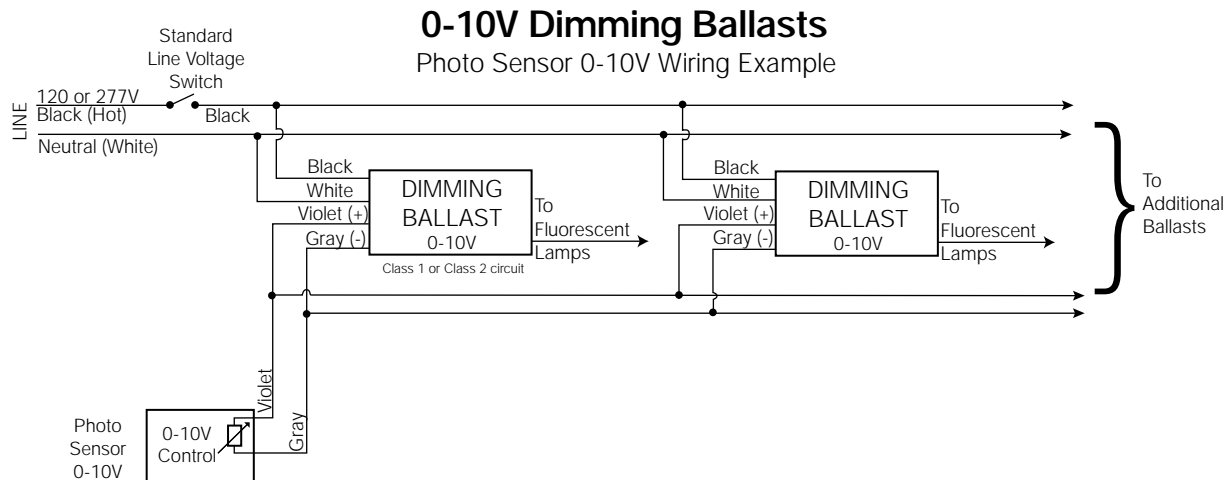 0-10V Dimming Ballasts
Photo Sensor 0-10V Wiring Example
Standard
Line Voltage
Switch
LINE
120 or 277V
Black (Hot)
Black
Neutral (White)
Black
White
Violet (+)
Gray (-)
DIMMING
BALLAST
0-10V
Class 1 or Class 2 circuit
To
Fluorescent
Lamps
Black
White
Violet (+)
Gray (-)
DIMMING
BALLAST
0-10V
To
Fluorescent
Lamps
To
Additional
Ballasts
Violet
Gray
Photo
Sensor
0-10V
0-10V
Control